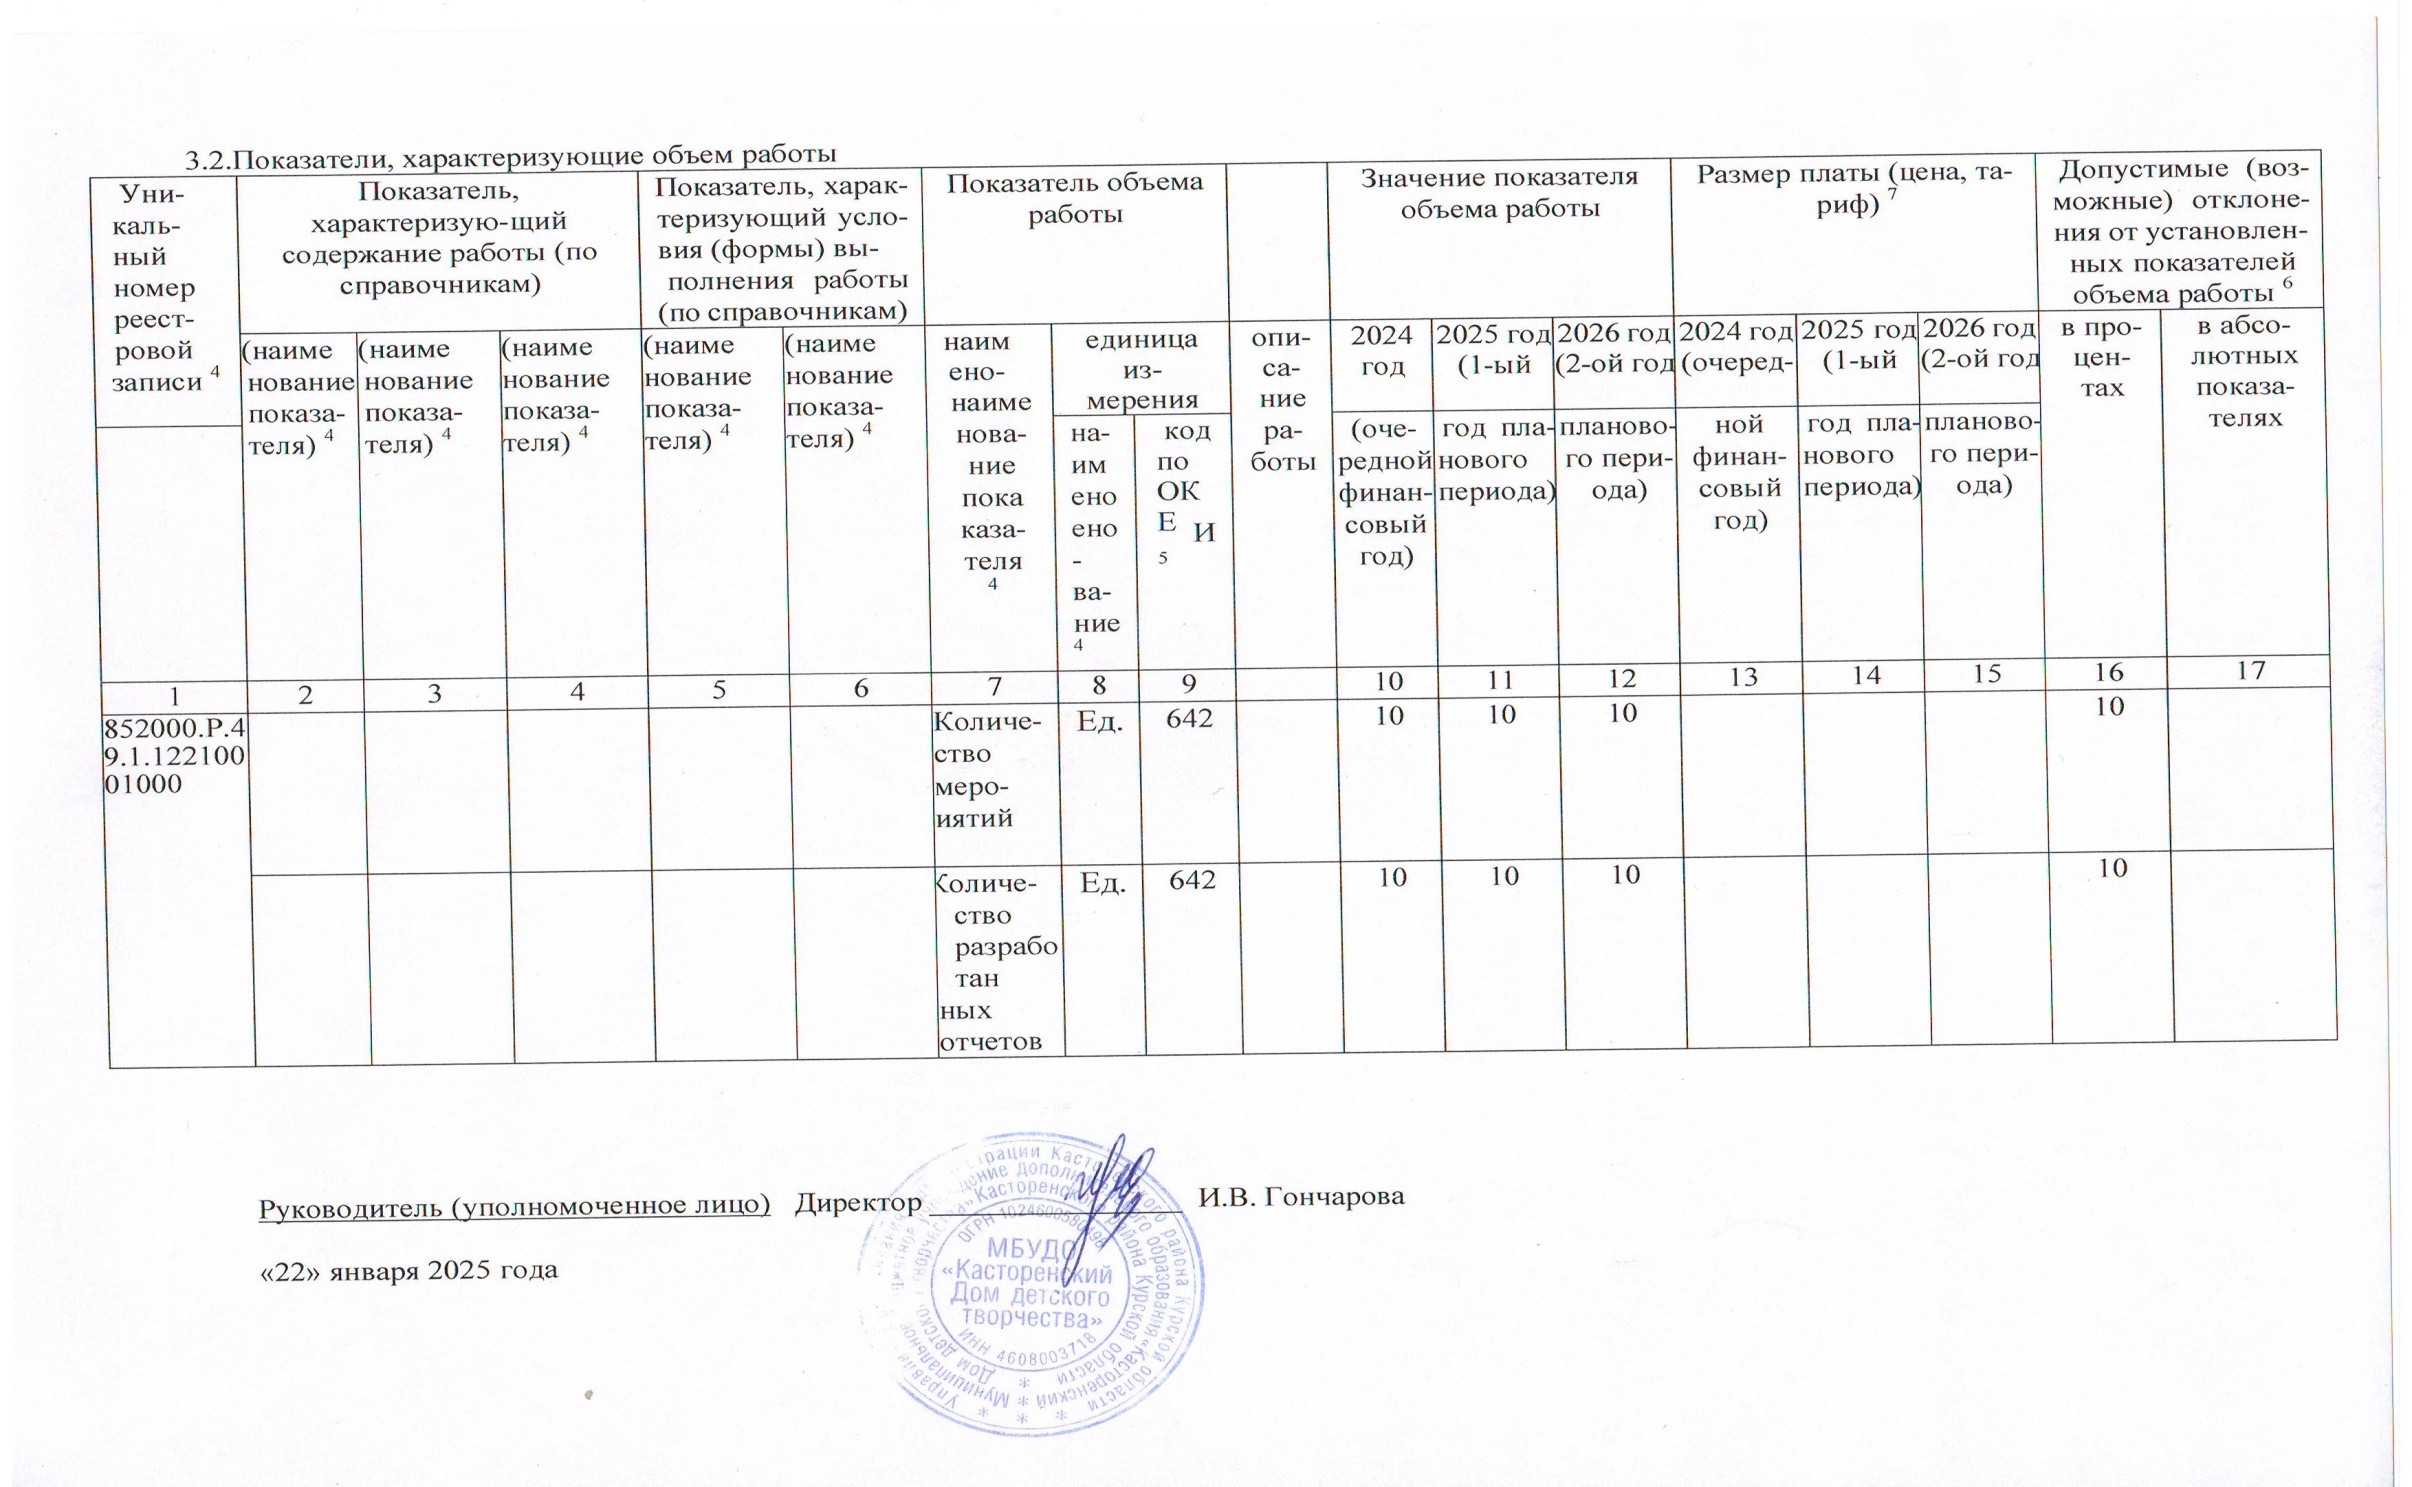 3.2.Показатели, характеризующие объем работы
Уни-
каль-
ный
номер
реест-
ровой
записи 4
Показатель,
характеризую-щий
содержание работы (по
справочникам)
Показатель, харак-
теризующий усло-
вия (формы) вы-
полнения работы
(по справочникам)
Показатель объема
работы
Значение показателя
объема работы
Размер платы (цена, та-
риф) 7
Допустимые (воз-
можные) отклоне-
ния от установлен-
ных показателей
объема работы 6
(наиме
нование
показа-
теля) 4
(наиме
нование
показа-
теля) 4
(наиме
нование
показа-
теля) 4
(наиме
нование
показа-
теля) 4
(наиме
нование
показа-
теля) 4
наим
ено-
наиме
нова-
ние
пока
каза-
теля
4
единица
из-
мерения
на-
им
ено
ено
-
ва-
ние
4
код
по
ОК
Е И
5
опи-
са-
ние
ра-
боты
2024
год
(оче-
редной
финан-
совый
год)
2025 год
(1-ый
год пла-
нового
периода)
2026 год
(2-ой год
планово-
го пери-
ода)
2024 год
(очеред-
ной
финан-
совый
год)
2025 год
(1-ый
год пла-
нового
периода)
2026 год
(2-ой год
планово-
го пери-
ода)
в про-
цен-
тах
в абсо-
лютных
показа-
телях
1 2 3 4 5 6 7 8 9 10 11 12 13 14 15 16 17
852000.Р.4
9.1.122100
01000
Количе-
ство
меро-
иятий
Ед. 642 10 10 10 10
Количе-
ство
разрабо
тан
ных
отчетов
Ед. 642 10 10 10 10
Руководитель (уполномоченное лицо) Директор И.В. Гончарова
«22» января 2025 года
ОГРН 1024600580498
МБУДО
«Касторенский
Дом детского
творчества»
ИНН 4608003718